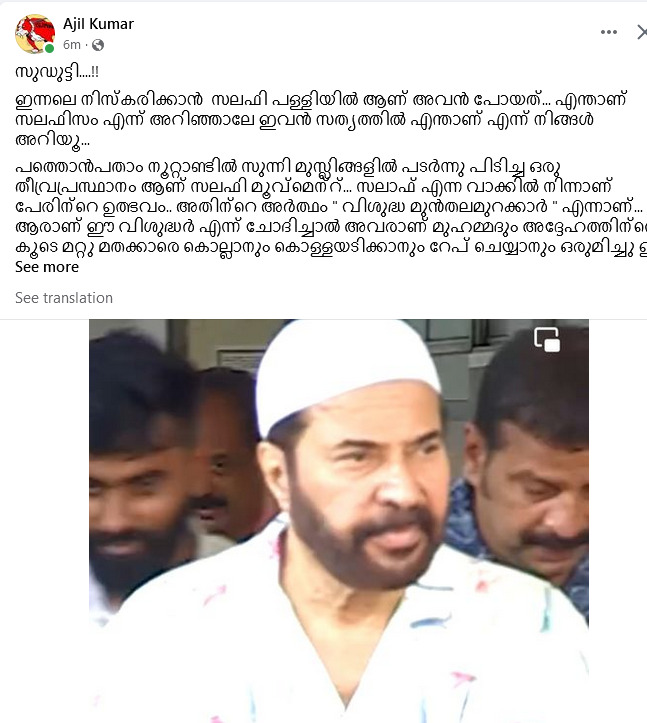 Ajil Kumar
6m
സുഡുട്ടി....!!
ഇന്നലെ നിസ്കരിക്കാൻ സലഫി പള്ളിയിൽ ആണ് അവൻ പോയത്... എന്താണ്
സലഫിസം എന്ന് അറിഞ്ഞാലേ ഇവൻ സത്യത്തിൽ എന്താണ് എന്ന് നിങ്ങൾ
അറിയൂ...
പത്തൊൻപതാം നൂറ്റാണ്ടിൽ സുന്നി മുസ്ലിങ്ങളിൽ പടർന്നു പിടിച്ച ഒരു
തീവ്രപ്രസ്ഥാനം ആണ് സലഫി മൂവ്മെന്റ്... സലാഫ് എന്ന വാക്കിൽ നിന്നാണ്
പേരിന്റെ ഉത്ഭവം.. അതിന്റെ അർത്ഥം " വിശുദ്ധ മുൻതലമുറക്കാർ " എന്നാണ്...
ആരാണ് ഈ വിശുദ്ധർ എന്ന് ചോദിച്ചാൽ അവരാണ് മുഹമ്മദും
കൂടെ മറ്റു മതക്കാരെ കൊല്ലാനും കൊള്ളയടിക്കാനും റേപ് ചെയ്യാനും ഒരുമിച്ചു
See more
See translation